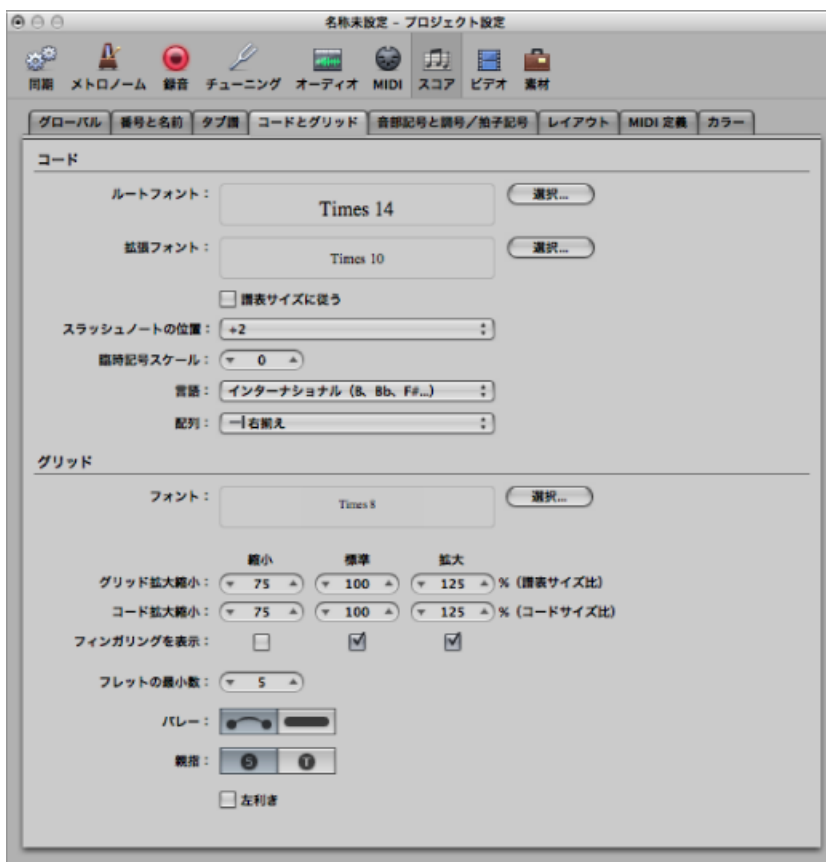 名称未設定 – プロジェクト設定
同期 メトロノーム 録音 チューニング オーディオ MIDI スコア ビデオ 素材
グローバル 番号と名前 タブ譜 コードとグリッド 音部記号と調号／拍子記号 レイアウト MIDI 定義 カラー
コード
ルートフォント： Times 14 選択...
拡張フォント： Times 10 選択...
譜表サイズに従う
スラッシュノートの位置： +2
臨時記号スケール： 0
言語： インターナショナル（B、Bb、F#...）
配列： 右揃え
グリッド
フォント： Times 8 選択...
縮小 標準 拡大
グリッド拡大縮小： 75 100 125 %（譜表サイズ比）
コード拡大縮小： 75 100 125 %（コードサイズ比）
フィンガリングを表示：
フレットの最小数： 5
バレー：
親指： S T
左利き